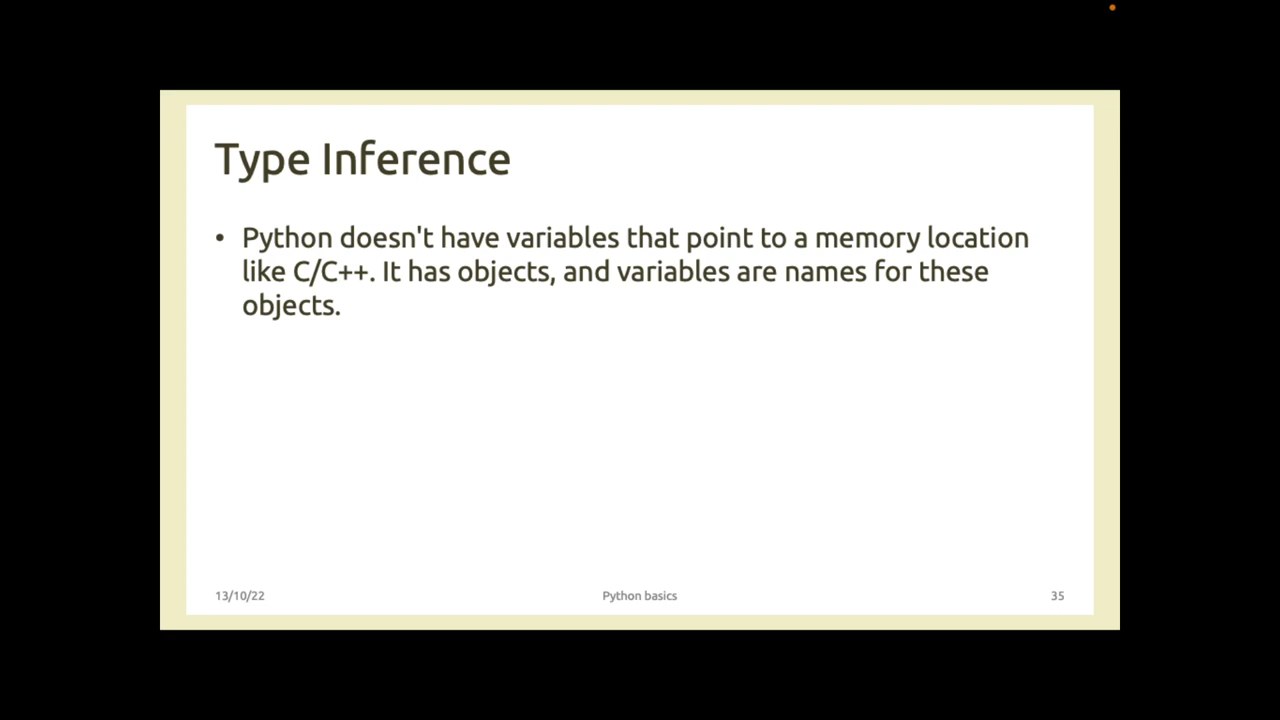 Type Inference
• Python doesn't have variables that point to a memory location
like C/C++. It has objects, and variables are names for these
objects.
13/10/22
Python basics
35